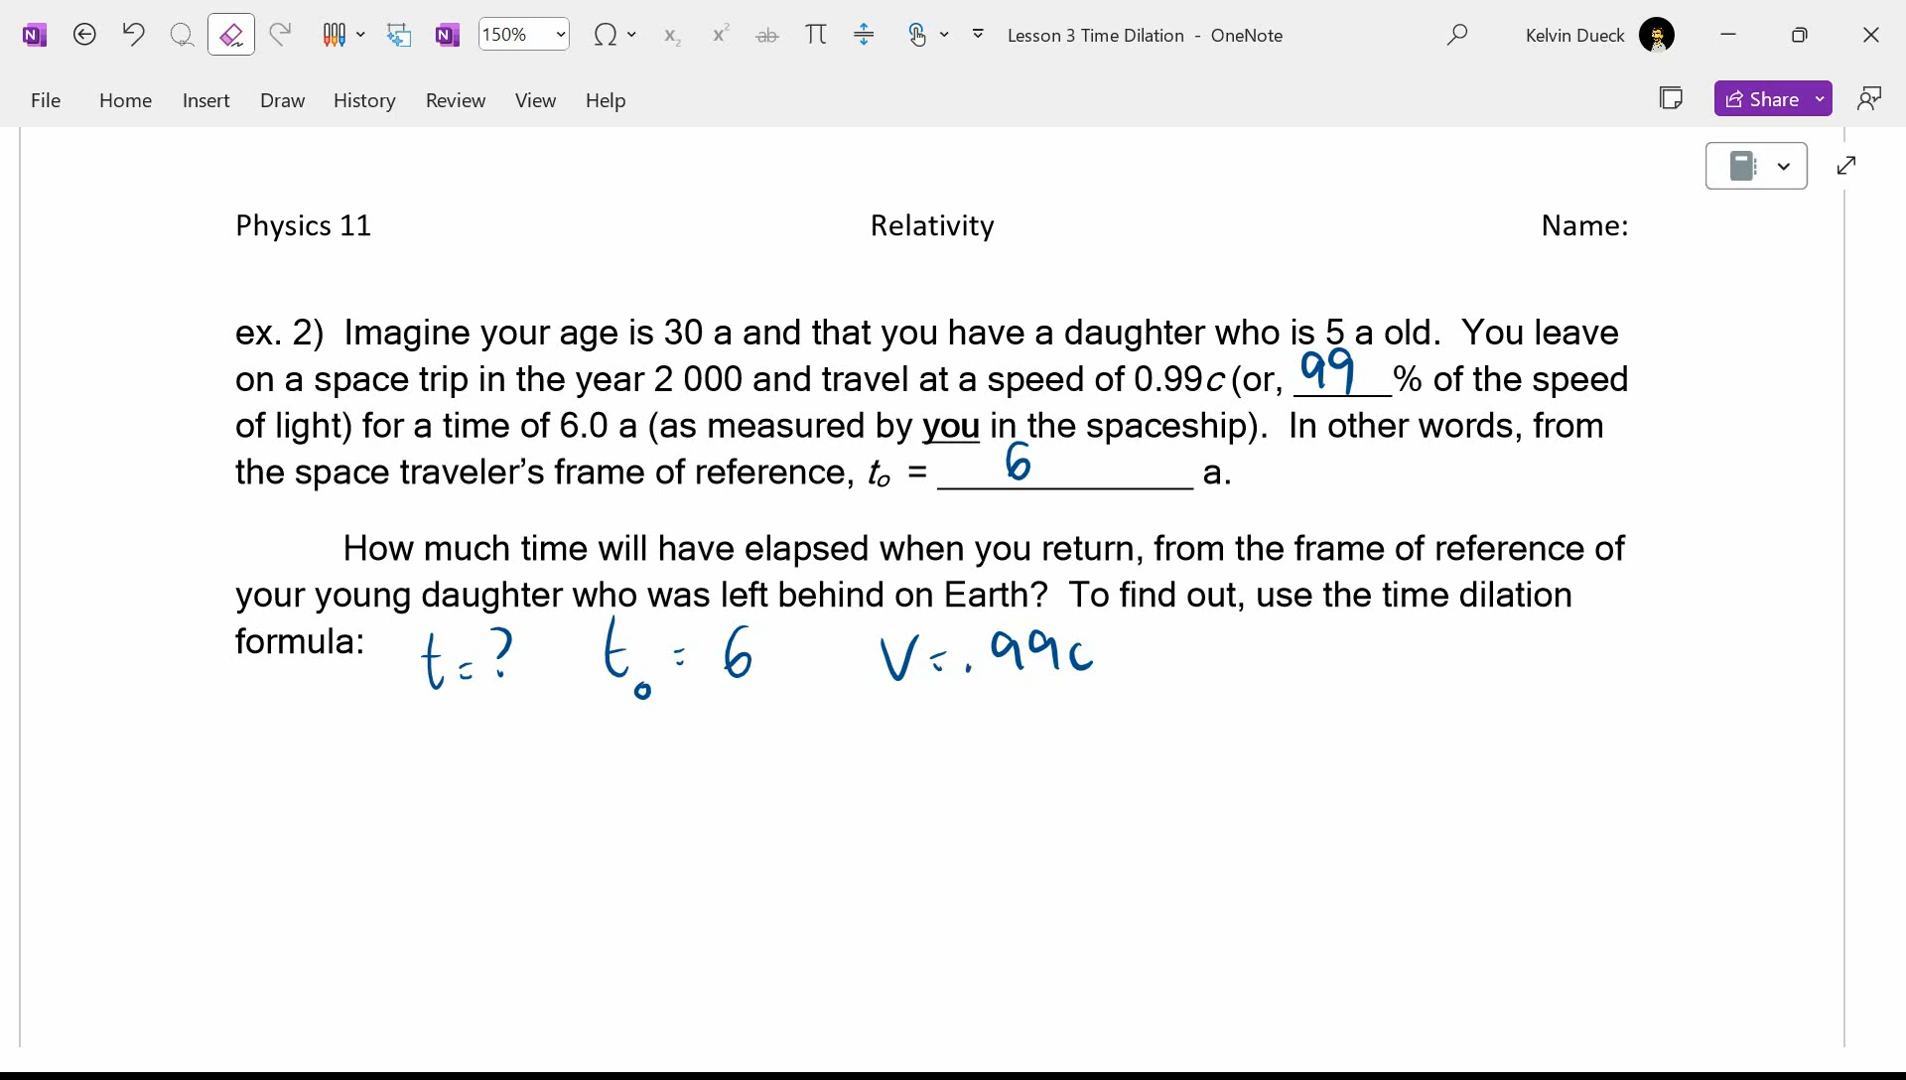 150% Ω x₂ x² ab π Lesson 3 Time Dilation - OneNote Kelvin Dueck
File Home Insert Draw History Review View Help Share
Physics 11 Relativity Name:
ex. 2) Imagine your age is 30 a and that you have a daughter who is 5 a old. You leave
on a space trip in the year 2 000 and travel at a speed of 0.99c (or, 99 % of the speed
of light) for a time of 6.0 a (as measured by you in the spaceship). In other words, from
the space traveler’s frame of reference, tₒ = 6 a.
How much time will have elapsed when you return, from the frame of reference of
your young daughter who was left behind on Earth? To find out, use the time dilation
formula: t = ? t₀ = 6 v = .99c